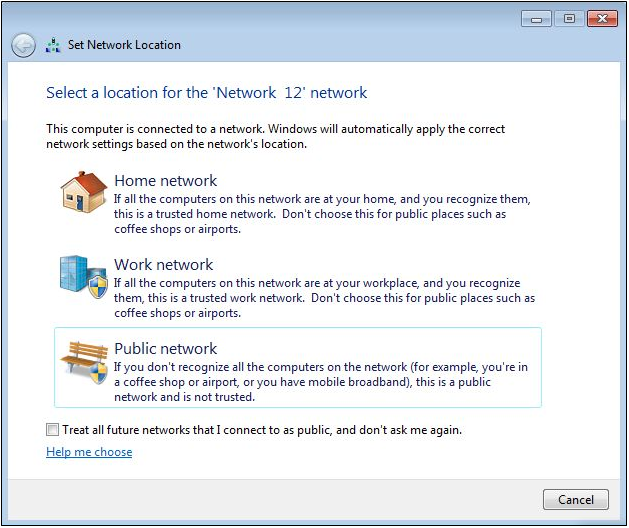 Set Network Location
Select a location for the 'Network  12' network
This computer is connected to a network. Windows will automatically apply the correct
network settings based on the network's location.
Home network
If all the computers on this network are at your home, and you recognize them,
this is a trusted home network.  Don't choose this for public places such as
coffee shops or airports.
Work network
If all the computers on this network are at your workplace, and you recognize
them, this is a trusted work network.  Don't choose this for public places such as
coffee shops or airports.
Public network
If you don't recognize all the computers on the network (for example, you're in
a coffee shop or airport, or you have mobile broadband), this is a public
network and is not trusted.
Treat all future networks that I connect to as public, and don't ask me again.
Help me choose
Cancel